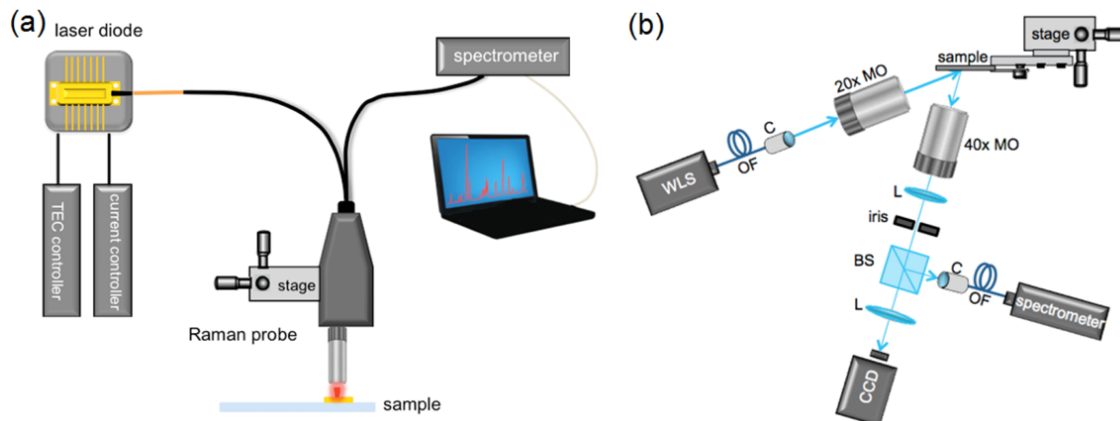 (a)
laser diode
spectrometer
TEC controller
current controller
stage
Raman probe
sample
(b)
stage
sample
20x MO
C
OF
WLS
40x MO
L
iris
BS
C
OF
spectrometer
L
CCD